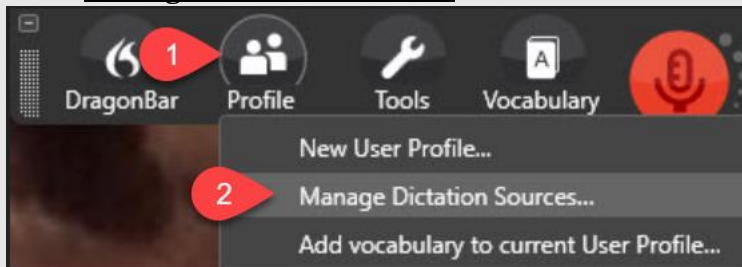 1
DragonBar Profile Tools Vocabulary
A
New User Profile...
2
Manage Dictation Sources...
Add vocabulary to current User Profile...